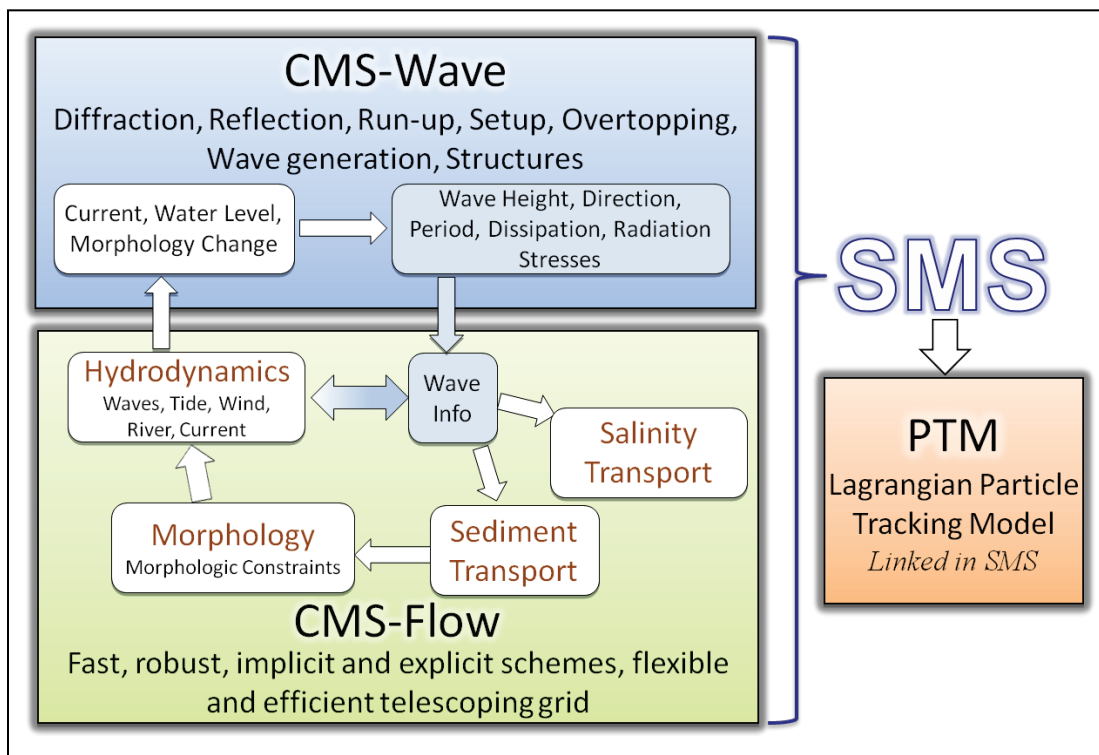 CMS-Wave
Diffraction, Reflection, Run-up, Setup, Overtopping,
Wave generation, Structures
Current, Water Level,
Morphology Change
Wave Height, Direction,
Period, Dissipation, Radiation
Stresses
Hydrodynamics
Waves, Tide, Wind,
River, Current
Wave
Info
Salinity
Transport
Morphology
Morphologic Constraints
Sediment
Transport
CMS-Flow
Fast, robust, implicit and explicit schemes, flexible
and efficient telescoping grid
SMS
PTM
Lagrangian Particle
Tracking Model
Linked in SMS